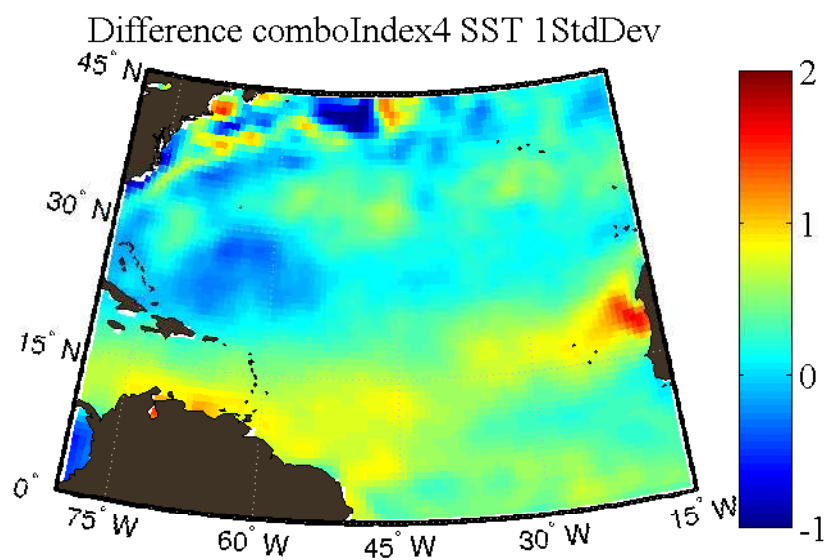 Difference comboIndex4 SST 1StdDev
45° N
30° N
15° N
0°
75° W
60° W
45° W
30° W
15° W
2
1
0
-1